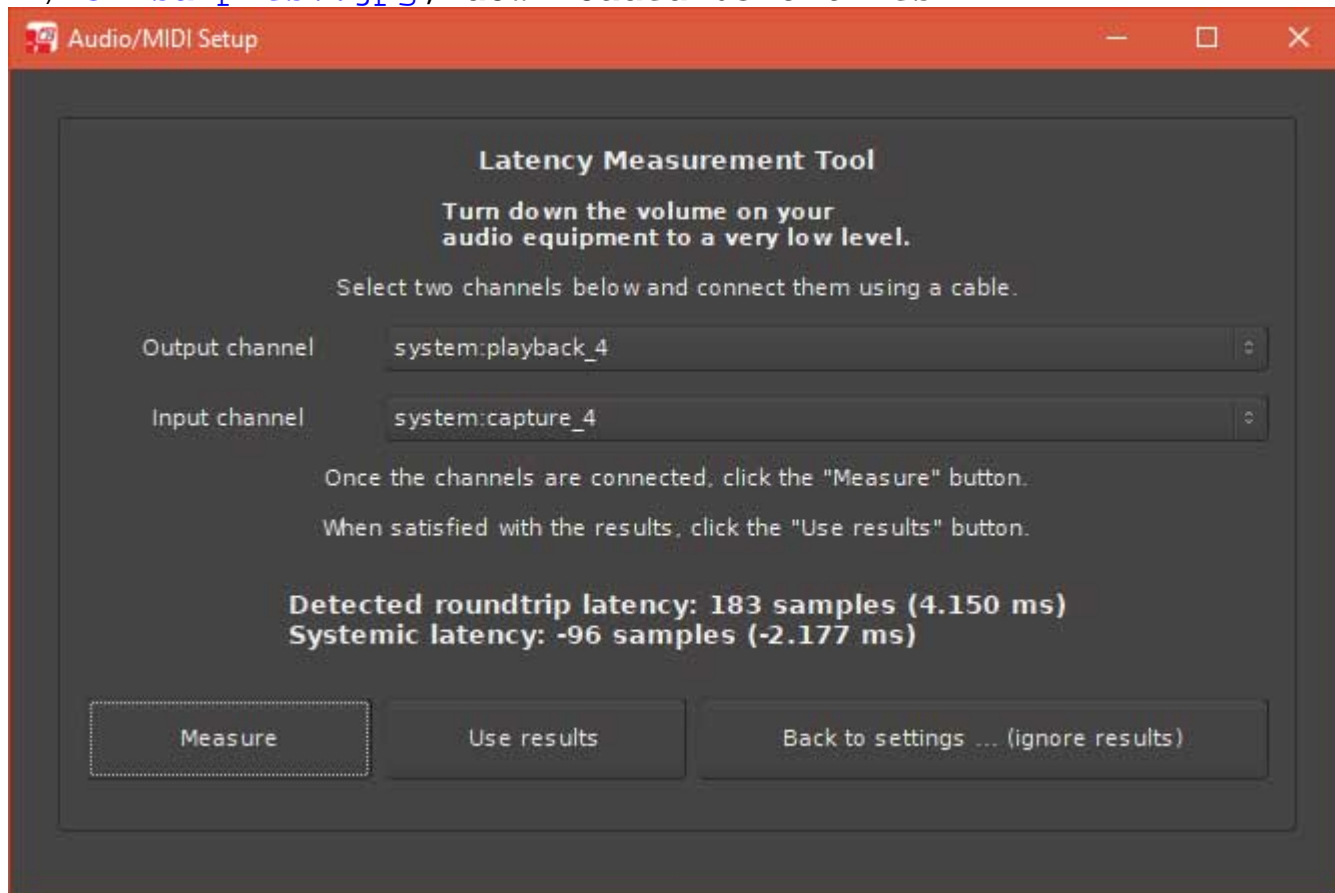 Audio/MIDI Setup
Latency Measurement Tool
Turn down the volume on your
audio equipment to a very low level.
Select two channels below and connect them using a cable.
Output channel system:playback_4
Input channel system:capture_4
Once the channels are connected, click the "Measure" button.
When satisfied with the results, click the "Use results" button.
Detected roundtrip latency: 183 samples (4.150 ms)
Systemic latency: -96 samples (-2.177 ms)
Measure Use results Back to settings ... (ignore results)